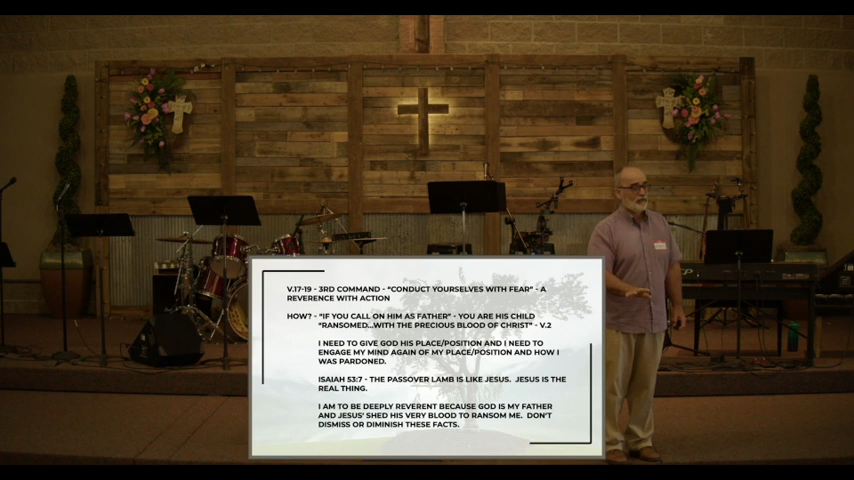 V.17-19 - 3RD COMMAND - "CONDUCT YOURSELVES WITH FEAR" - A
REVERENCE WITH ACTION
HOW? - "IF YOU CALL ON HIM AS FATHER" - YOU ARE HIS CHILD
"RANSOMED...WITH THE PRECIOUS BLOOD OF CHRIST" - V.2
I NEED TO GIVE GOD HIS PLACE/POSITION AND I NEED TO
ENGAGE MY MIND AGAIN OF MY PLACE/POSITION AND HOW I
WAS PARDONED.
ISAIAH 53:7 - THE PASSOVER LAMB IS LIKE JESUS. JESUS IS THE
REAL THING.
I AM TO BE DEEPLY REVERENT BECAUSE GOD IS MY FATHER
AND JESUS' SHED HIS VERY BLOOD TO RANSOM ME. DON'T
DISMISS OR DIMINISH THESE FACTS.